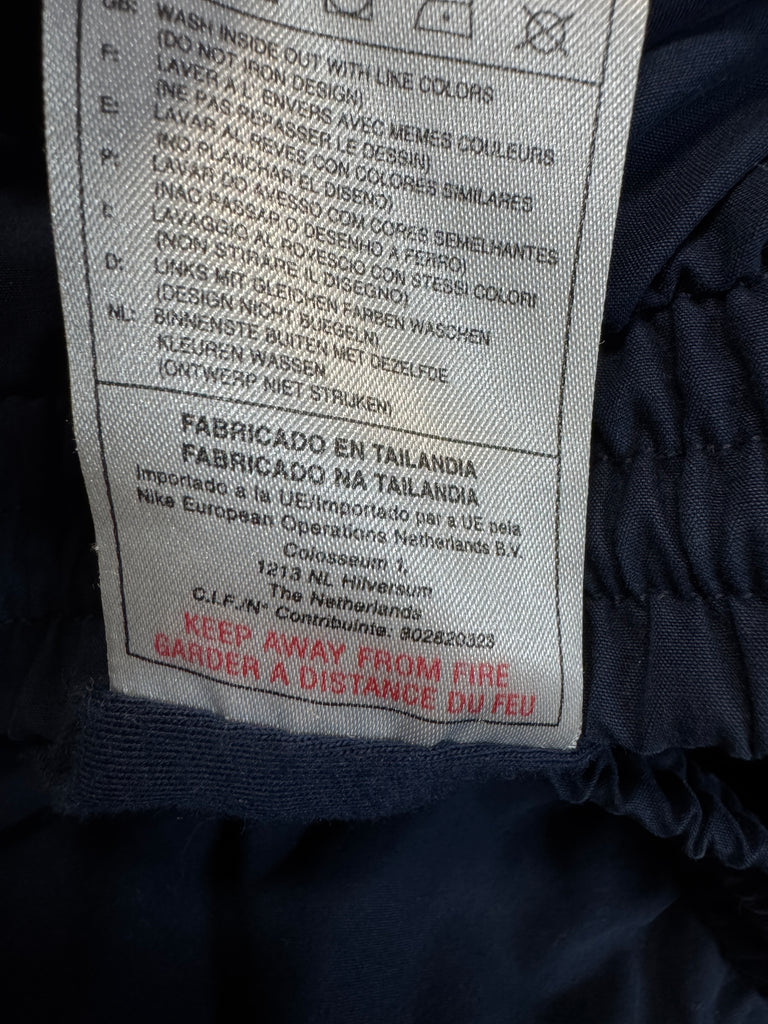 GB: WASH INSIDE OUT WITH LIKE COLORS
(DO NOT IRON DESIGN)
F: LAVER A L'ENVERS AVEC MEMES COULEURS
(NE PAS REPASSER LE DESSIN)
E: LAVAR AL REVES CON COLORES SIMILARES
(NO PLANCHAR EL DISENO)
P: LAVAR DO AVESSO COM CORES SEMELHANTES
(NAO PASSAR O DESENHO A FERRO)
I: LAVAGGIO AL ROVESCIO CON STESSI COLORI
(NON STIRARE IL DISEGNO)
D: LINKS MIT GLEICHEN FARBEN WASCHEN
(DESIGN NICHT BUEGELN)
NL: BINNENSTE BUITEN MET DEZELFDE
KLEUREN WASSEN
(ONTWERP NIET STRIJKEN)
FABRICADO EN TAILANDIA
FABRICADO NA TAILANDIA
Importado a la UE/Importado par a UE pela
Nike European Operations Netherlands B.V.
Colosseum 1,
1213 NL Hilversum
The Netherlands
C.I.F./N° Contribuinte: 802820323
KEEP AWAY FROM FIRE
GARDER A DISTANCE DU FEU